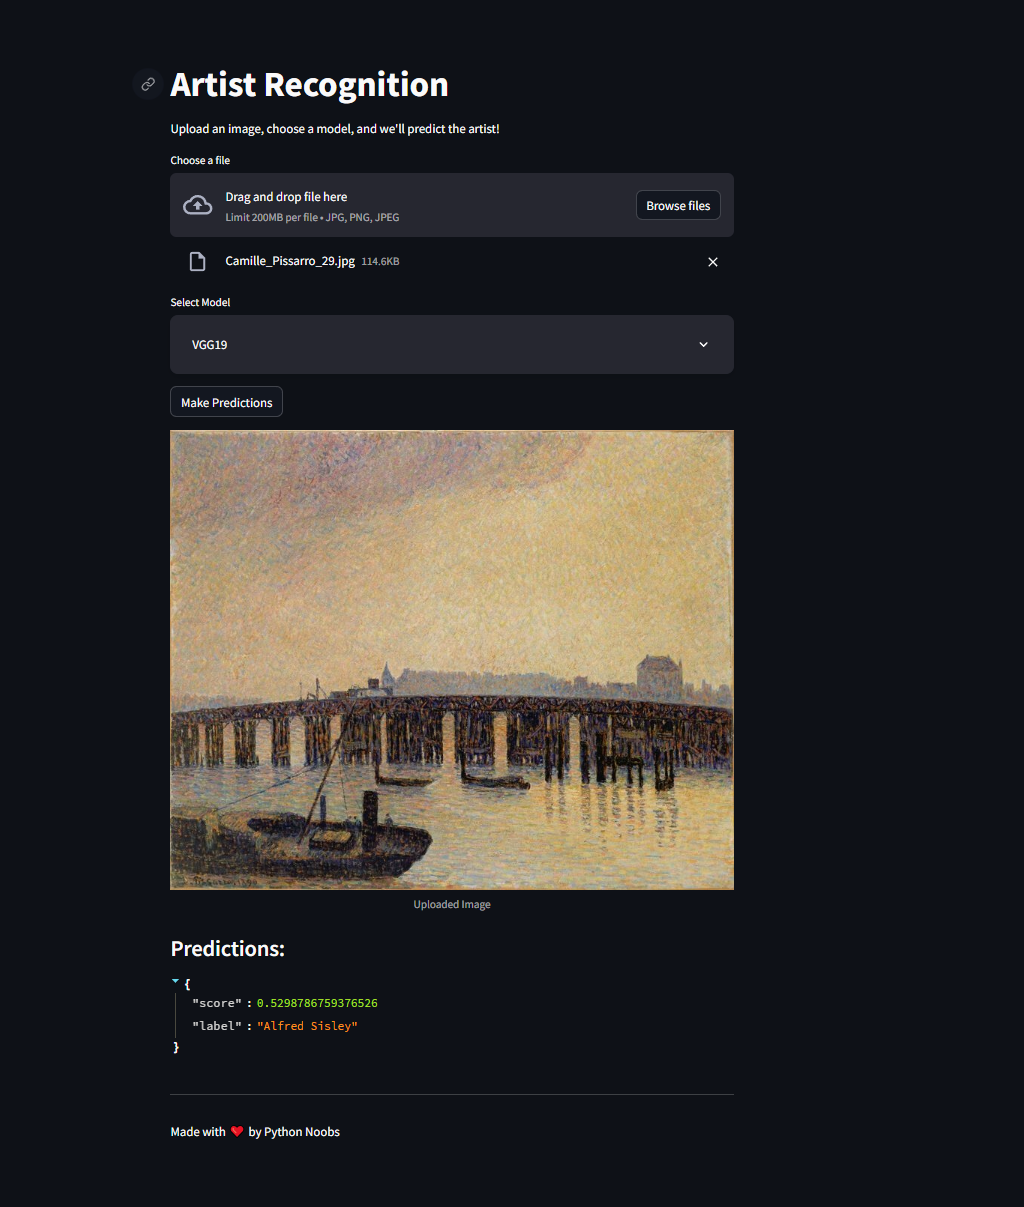 Artist Recognition
Upload an image, choose a model, and we'll predict the artist!
Choose a file
Drag and drop file here
Limit 200MB per file • JPG, PNG, JPEG
Browse files
Camille_Pissarro_29.jpg 114.6KB
Select Model
VGG19
Make Predictions
Uploaded Image
Predictions:
{
"score" : 0.5298786759376526
"label" : "Alfred Sisley"
}
Made with ❤ by Python Noobs